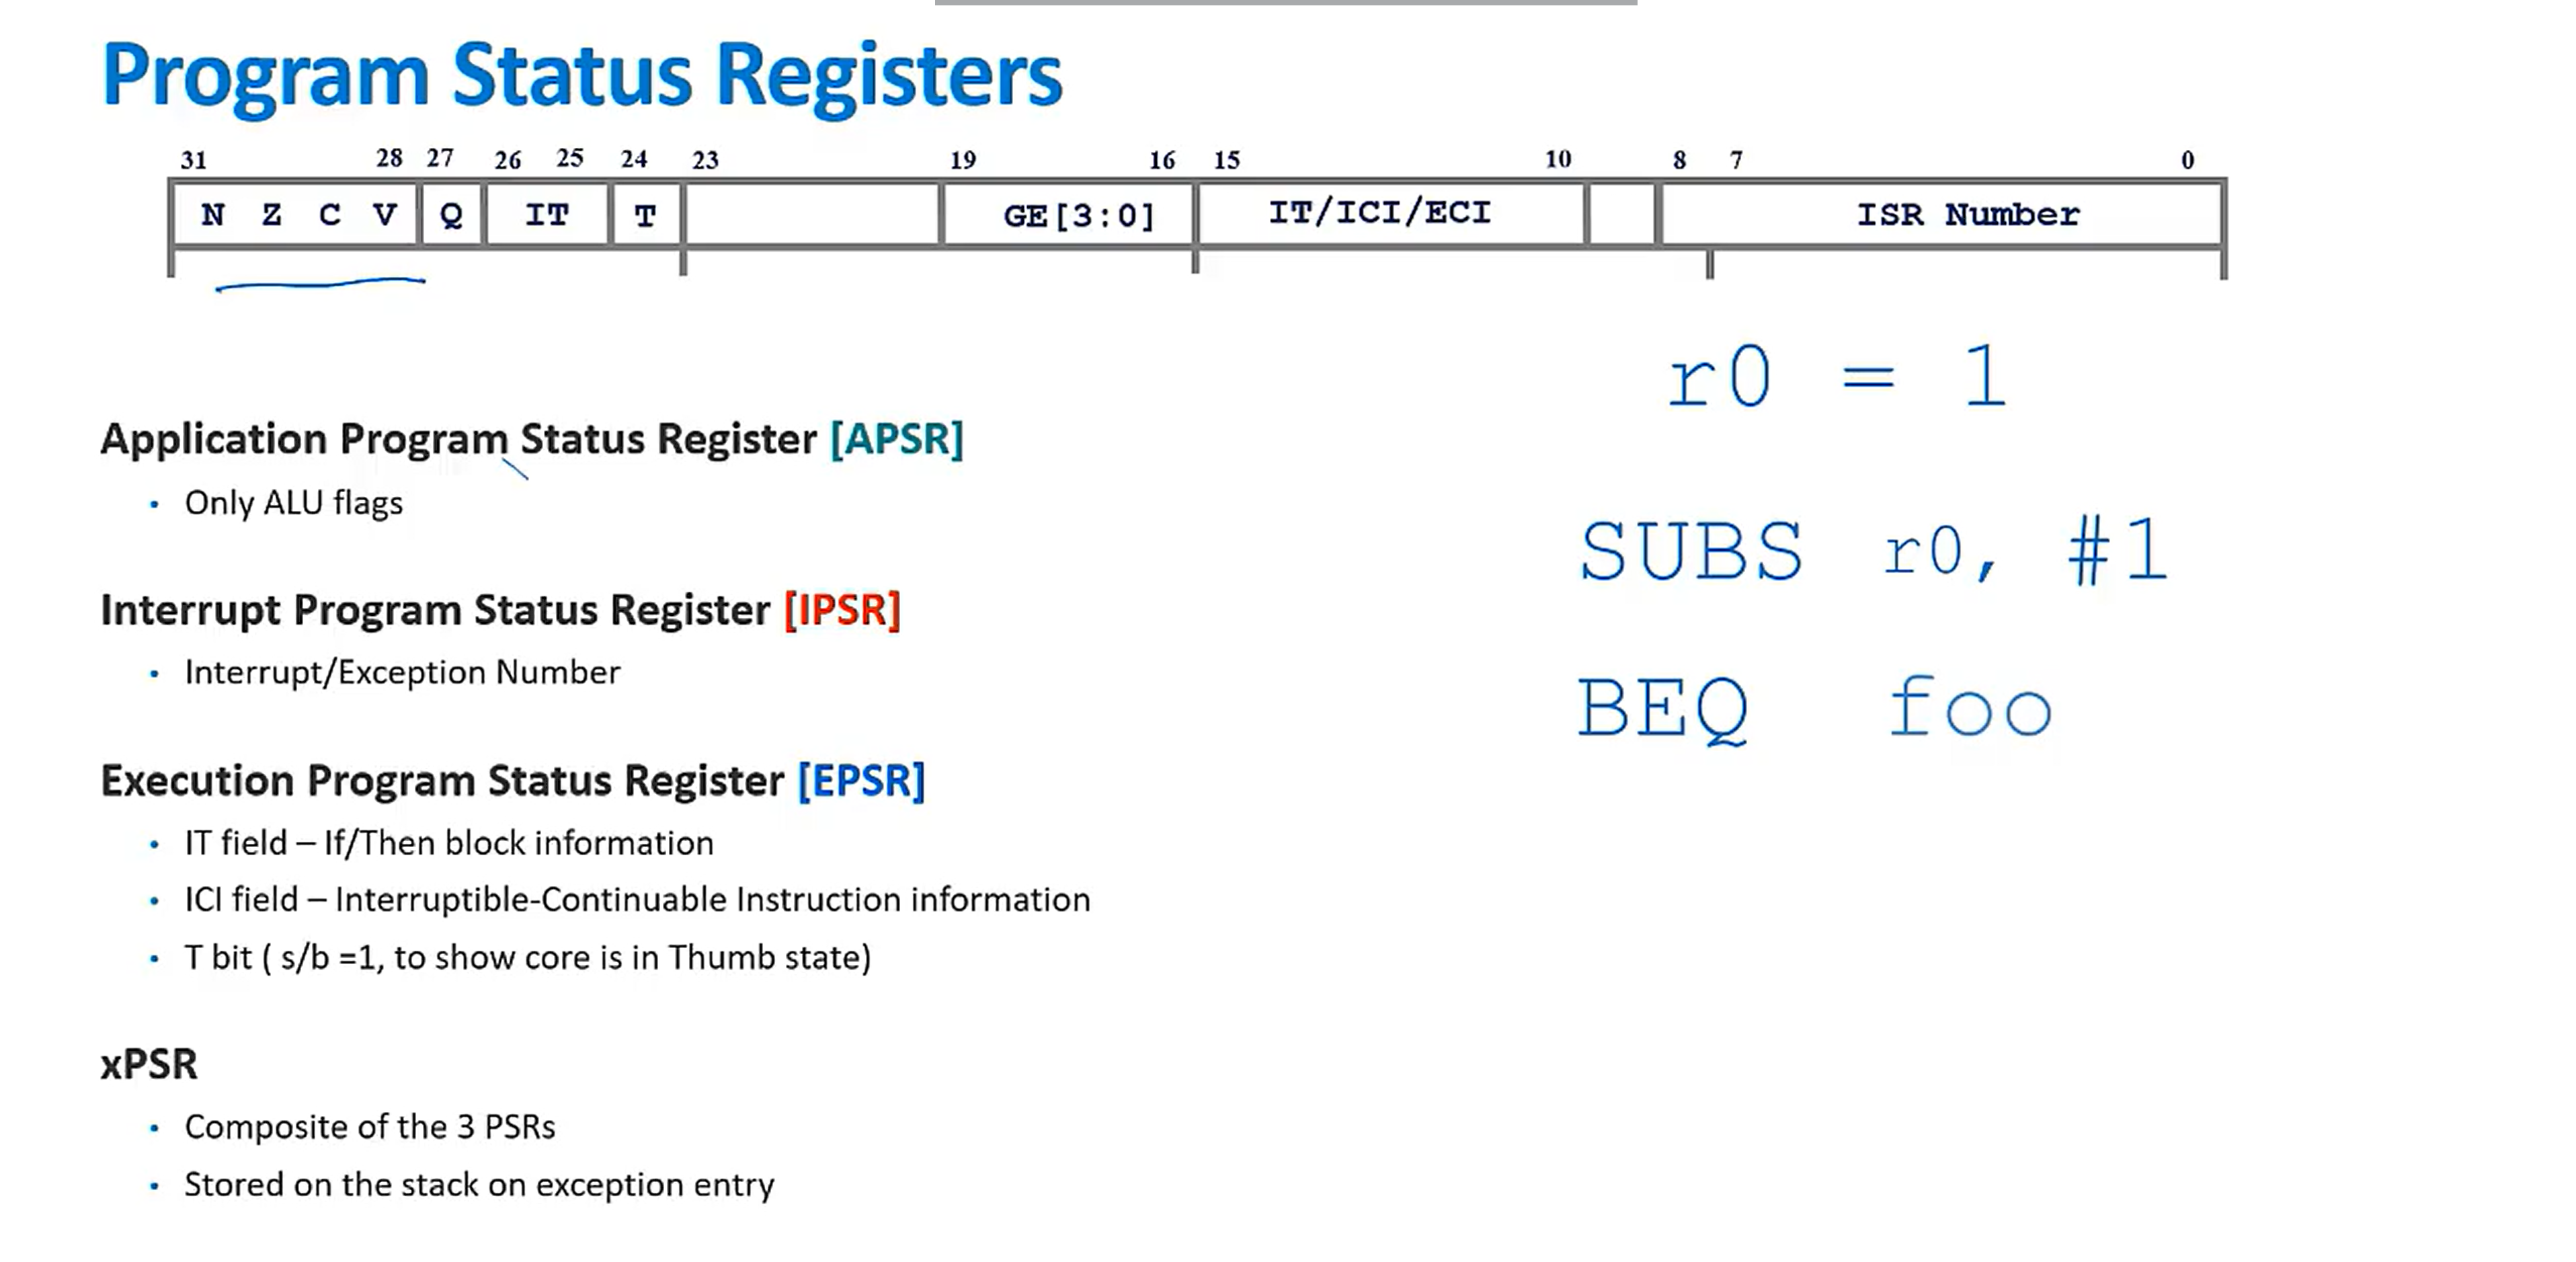 Program Status Registers
31 28 27 26 25 24 23 19 16 15 10 8 7 0
N Z C V Q IT T GE[3:0] IT/ICI/ECI ISR Number
r0 = 1
Application Program Status Register [APSR]
• Only ALU flags
SUBS r0, #1
Interrupt Program Status Register [IPSR]
• Interrupt/Exception Number
BEQ foo
Execution Program Status Register [EPSR]
• IT field – If/Then block information
• ICI field – Interruptible-Continuable Instruction information
• T bit ( s/b =1, to show core is in Thumb state)
xPSR
• Composite of the 3 PSRs
• Stored on the stack on exception entry